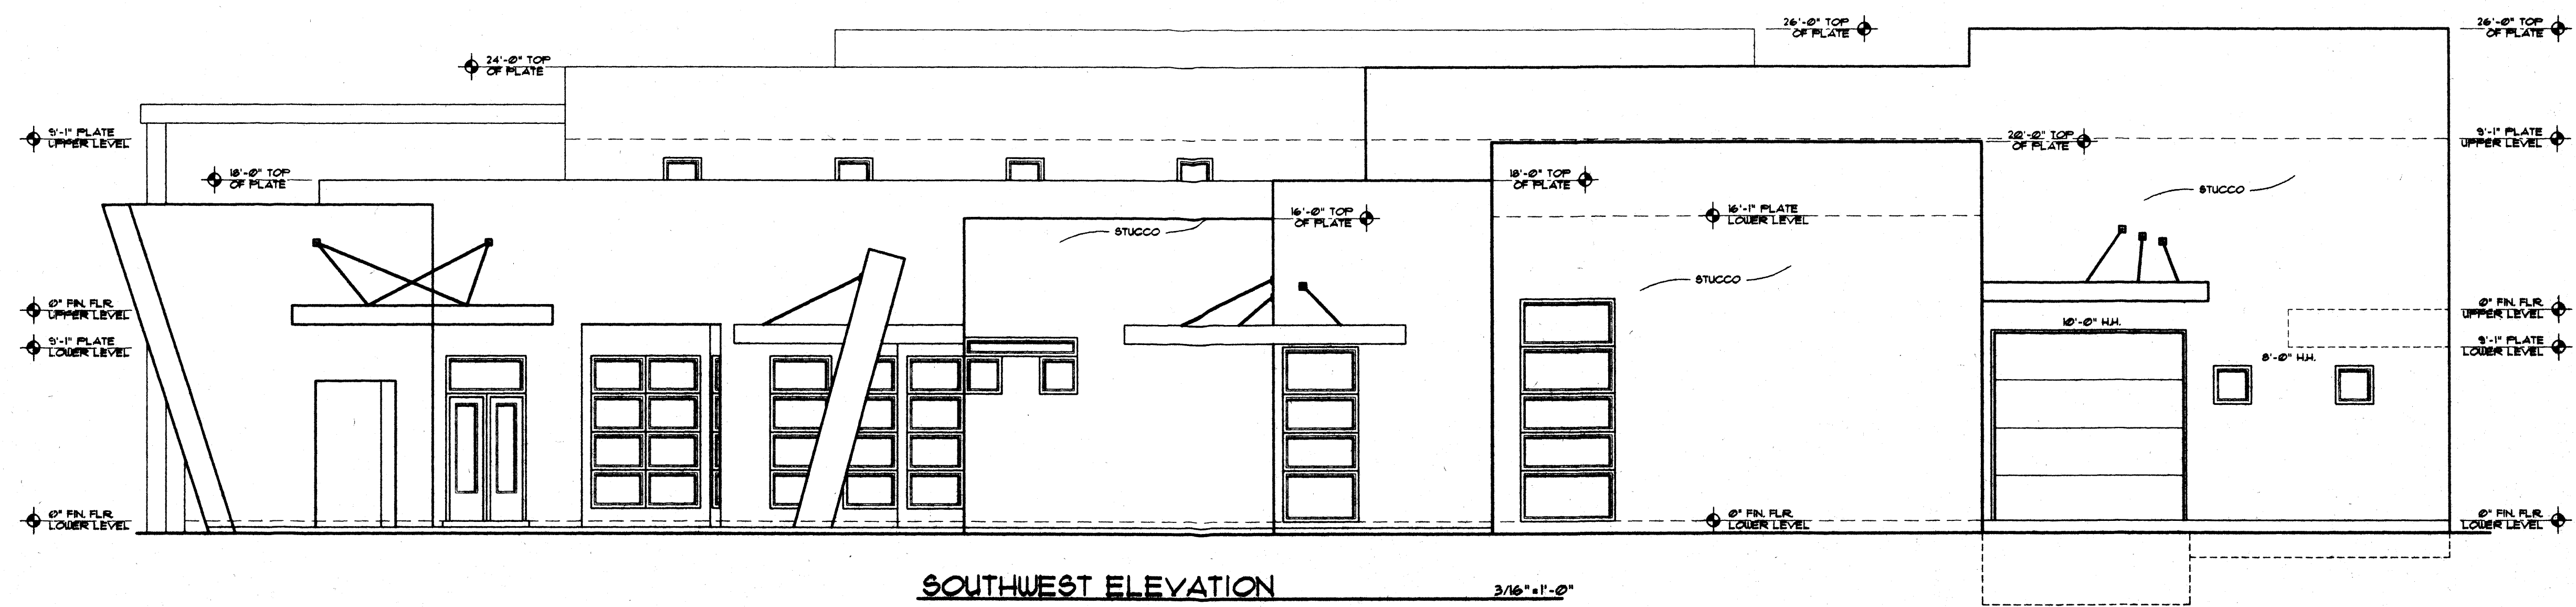 26'-0" TOP
OF PLATE
26'-0" TOP
OF PLATE
24'-0" TOP
OF PLATE
9'-1" PLATE
UPPER LEVEL
20'-0" TOP
OF PLATE
9'-1" PLATE
UPPER LEVEL
18'-0" TOP
OF PLATE
18'-0" TOP
OF PLATE
STUCCO
16'-0" TOP
OF PLATE
16'-1" PLATE
LOWER LEVEL
STUCCO
STUCCO
0" FIN. FLR.
UPPER LEVEL
0" FIN. FLR.
UPPER LEVEL
10'-0" H.H.
9'-1" PLATE
LOWER LEVEL
9'-1" PLATE
LOWER LEVEL
8'-0" H.H.
0" FIN. FLR.
LOWER LEVEL
0" FIN. FLR.
LOWER LEVEL
0" FIN. FLR.
LOWER LEVEL
SOUTHWEST ELEVATION
3/16"=1'-0"